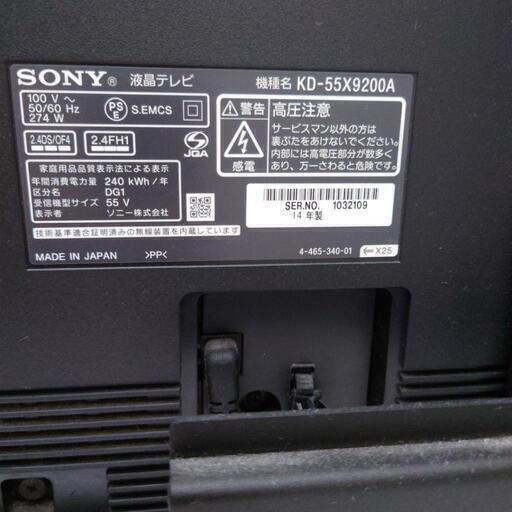 SONY® 液晶テレビ 機種名 KD-55X9200A
100 V～
50/60 Hz
274 W
PS E S.EMCS
2.4DS/OF4 2.4FH1
JQA
家庭用品品質表示法による表示
年間消費電力量 240 kWh/年
区分名 DG1
受信機型サイズ 55 V
表示者 ソニー株式会社
技術基準適合証明済みの無線装置を内蔵しています。
MADE IN JAPAN >PP<
警告 高圧注意
感電
サービスマン以外の方は
裏ぶたをあけないでください。
内部には高電圧部分が数多く
あり、万一さわると危険です。
SER.NO. 1032109
14 年製
4-465-340-01 X25